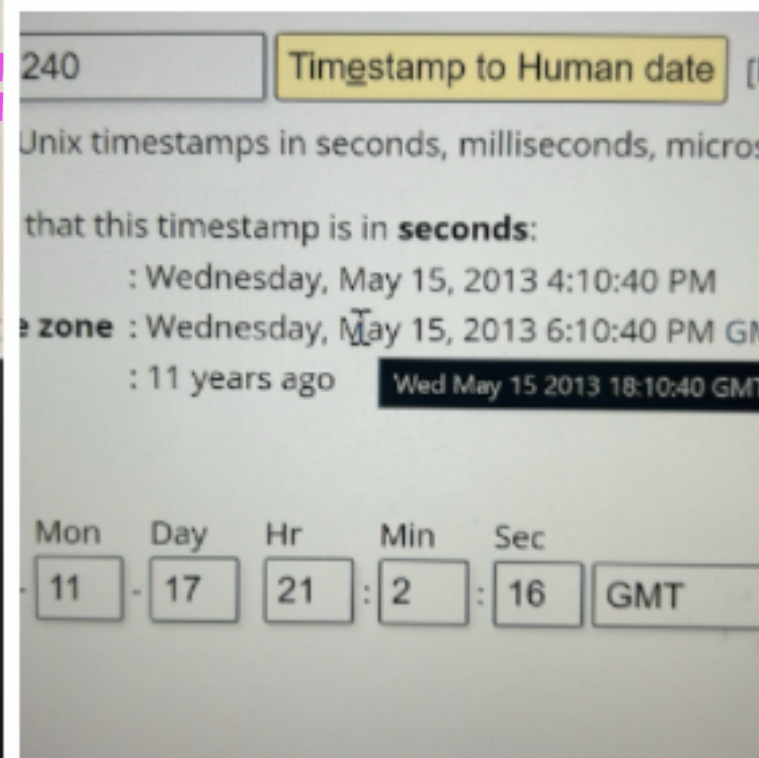 240 Timestamp to Human date [
Unix timestamps in seconds, milliseconds, micros
that this timestamp is in seconds:
: Wednesday, May 15, 2013 4:10:40 PM
e zone : Wednesday, May 15, 2013 6:10:40 PM GM
: 11 years ago
Wed May 15 2013 18:10:40 GMT
Mon Day Hr Min Sec
- 11 - 17 21 : 2 : 16 GMT